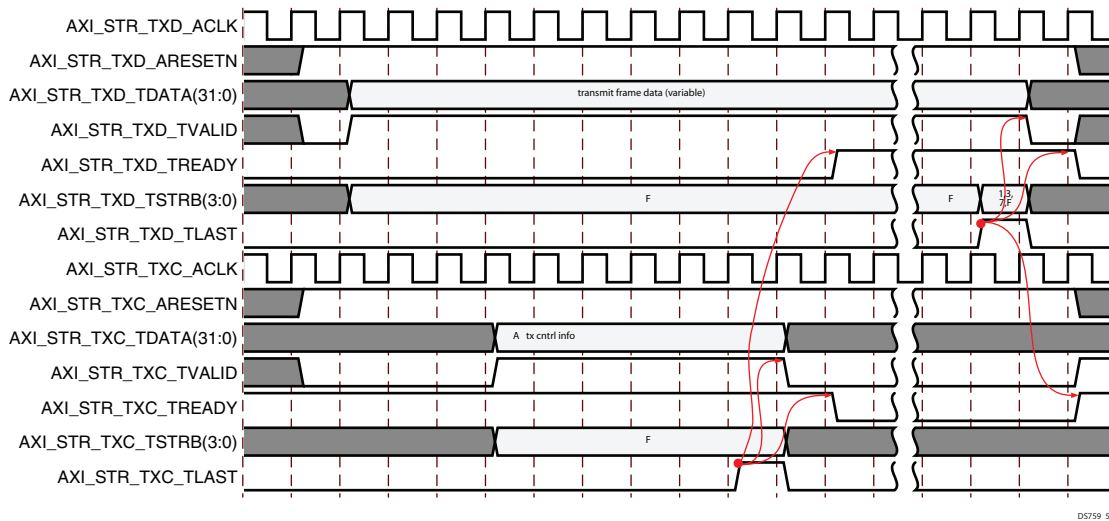 AXI_STR_TXD_ACLK
AXI_STR_TXD_ARESETN
AXI_STR_TXD_TDATA(31:0)
transmit frame data (variable)
AXI_STR_TXD_TVALID
AXI_STR_TXD_TREADY
AXI_STR_TXD_TSTRB(3:0)
F
F
1,3,
7,F
AXI_STR_TXD_TLAST
AXI_STR_TXC_ACLK
AXI_STR_TXC_ARESETN
AXI_STR_TXC_TDATA(31:0)
A tx cntrl info
AXI_STR_TXC_TVALID
AXI_STR_TXC_TREADY
AXI_STR_TXC_TSTRB(3:0)
F
AXI_STR_TXC_TLAST
DS759_5